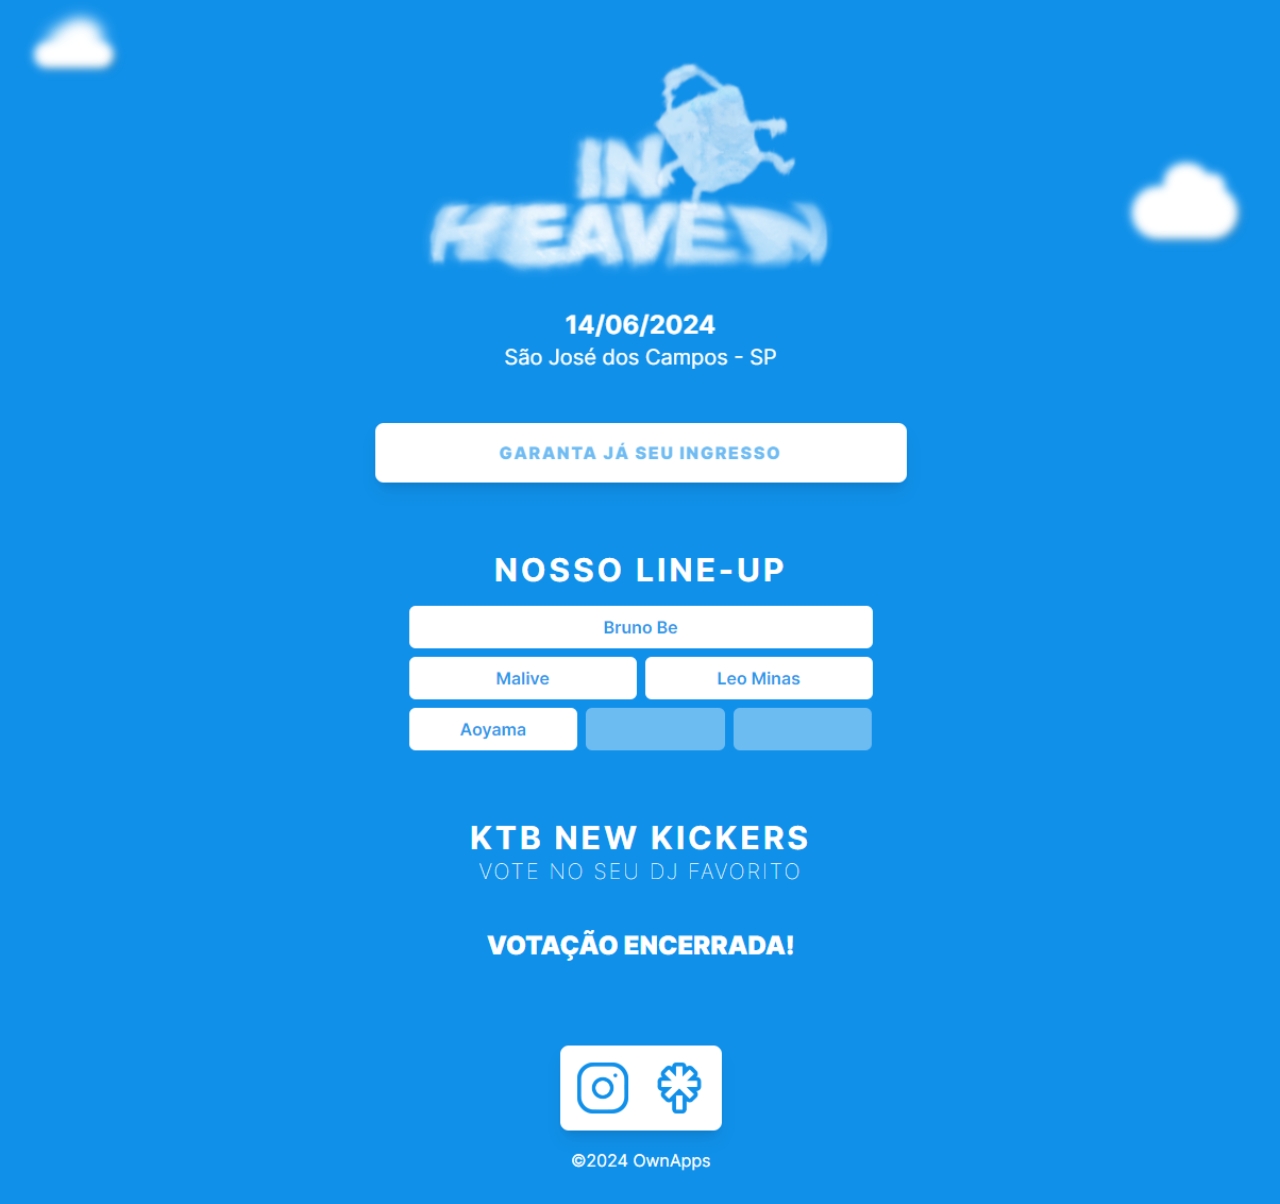 IN
HEAVEN
14/06/2024
São José dos Campos - SP
GARANTA JÁ SEU INGRESSO
NOSSO LINE-UP
Bruno Be
Malive
Leo Minas
Aoyama
KTB NEW KICKERS
VOTE NO SEU DJ FAVORITO
VOTAÇÃO ENCERRADA!
©2024 OwnApps